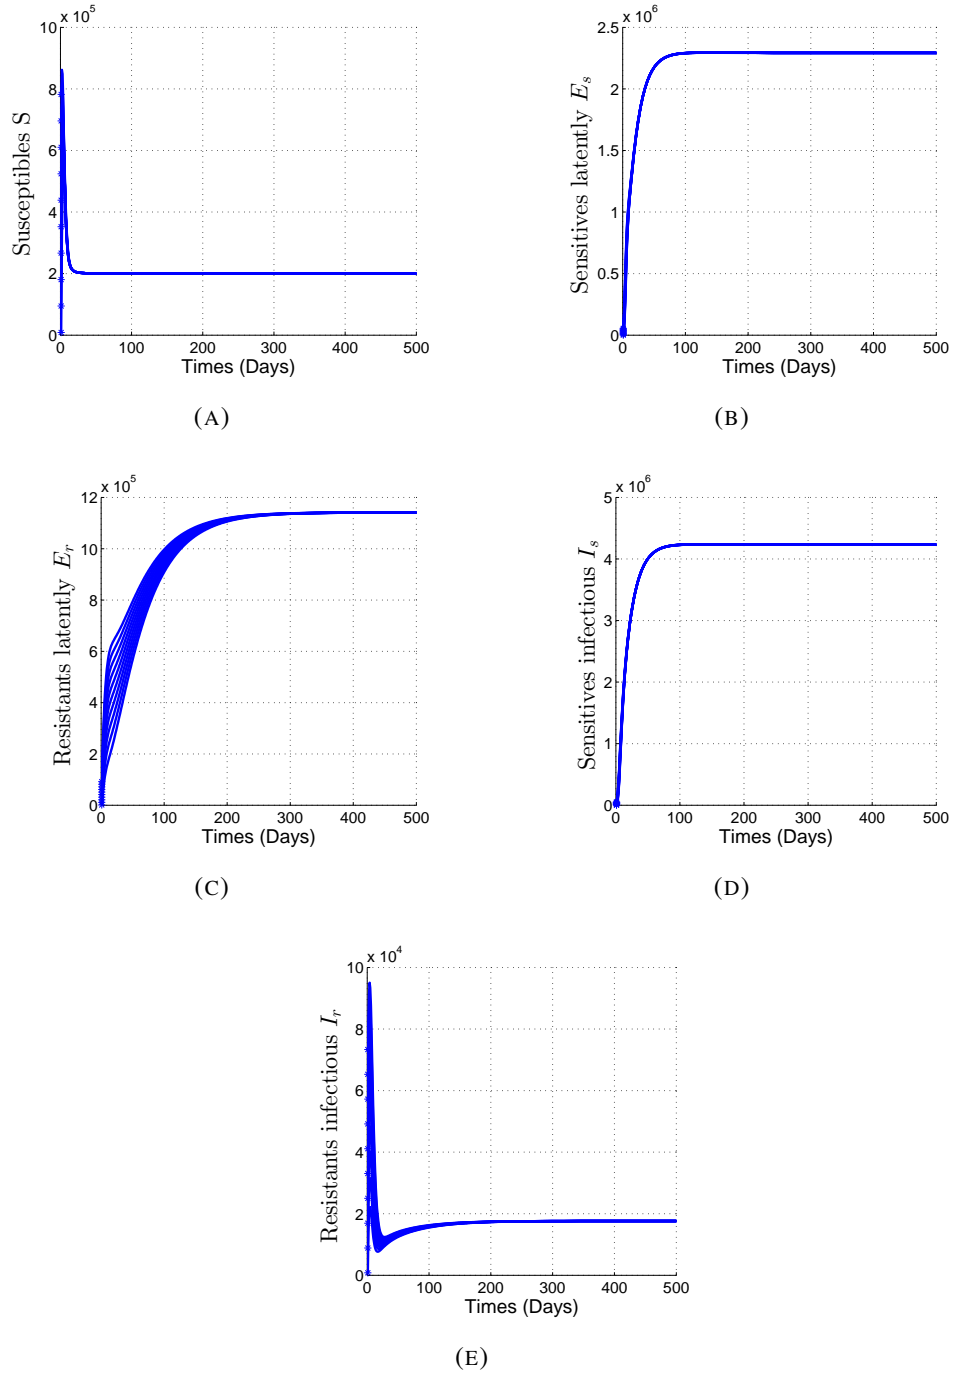 x 10^5
10
8
6
4
2
0
Susceptibles S
0 100 200 300 400 500
Times (Days)
(A)
x 10^6
2.5
2
1.5
1
0.5
0
Sensitives latently E_s
0 100 200 300 400 500
Times (Days)
(B)
x 10^5
12
10
8
6
4
2
0
Resistants latently E_r
0 100 200 300 400 500
Times (Days)
(C)
x 10^6
5
4
3
2
1
0
Sensitives infectious I_s
0 100 200 300 400 500
Times (Days)
(D)
x 10^4
10
8
6
4
2
0
Resistants infectious I_r
0 100 200 300 400 500
Times (Days)
(E)